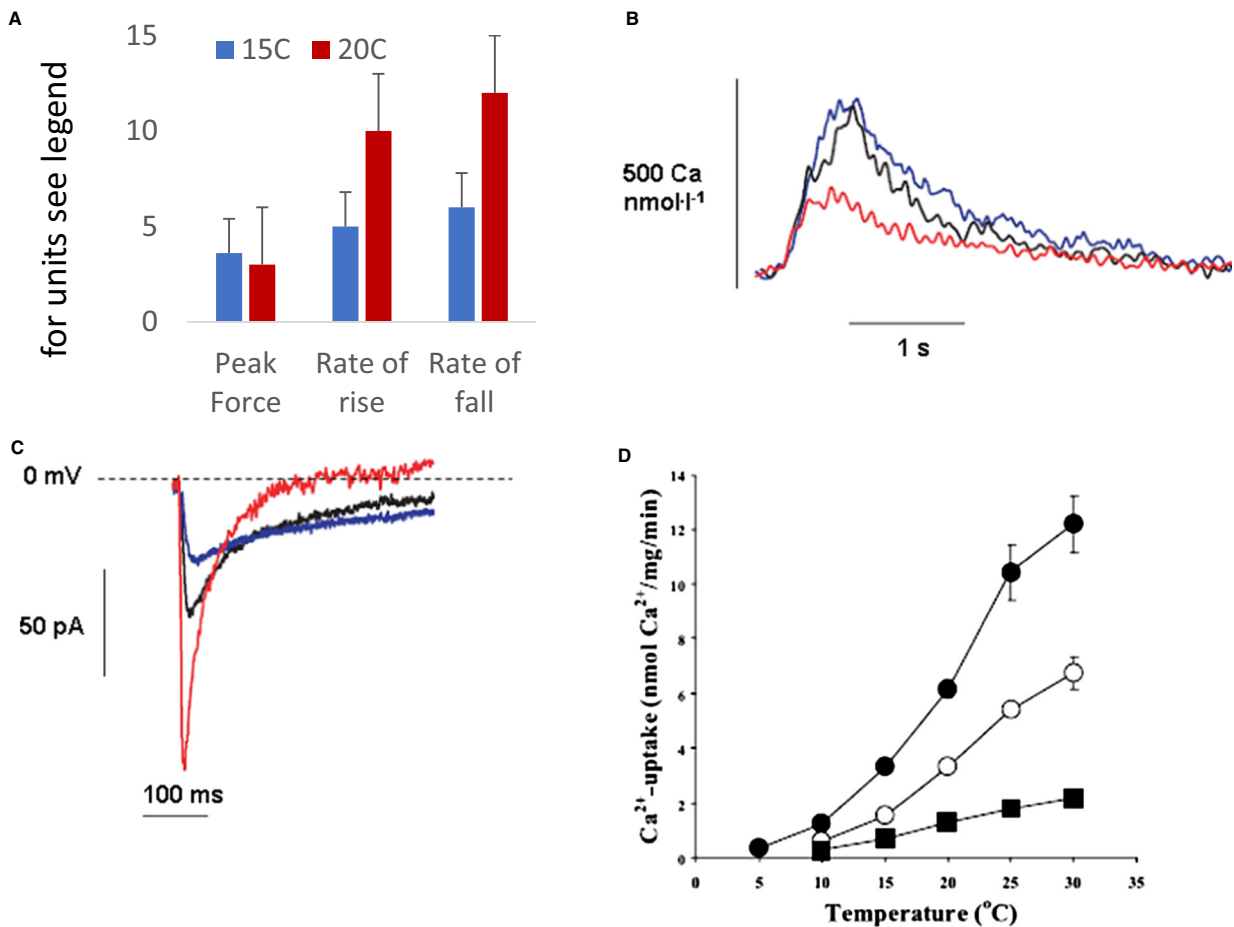 A
for units see legend
15
10
5
0
15C 20C
Peak Force
Rate of rise
Rate of fall
B
500 Ca
nmol·l-1
1 s
C
0 mV
50 pA
100 ms
D
Ca2+-uptake (nmol Ca2+/mg/min)
14
12
10
8
6
4
2
0
0 5 10 15 20 25 30 35
Temperature (oC)